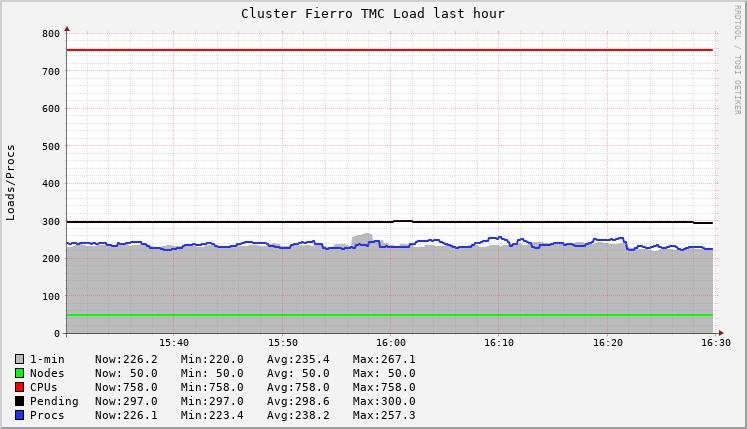 Cluster Fierro TMC Load last hour
RRDTOOL / TOBI OETIKER
Loads/Procs
800
700
600
500
400
300
200
100
0
15:40 15:50 16:00 16:10 16:20 16:30
1-min Now:226.2 Min:220.0 Avg:235.4 Max:267.1
Nodes Now: 50.0 Min: 50.0 Avg: 50.0 Max: 50.0
CPUs Now:758.0 Min:758.0 Avg:758.0 Max:758.0
Pending Now:297.0 Min:297.0 Avg:298.6 Max:300.0
Procs Now:226.1 Min:223.4 Avg:238.2 Max:257.3